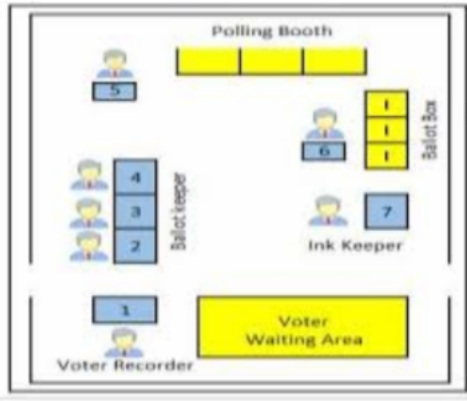 Polling Booth
5
I
I
I
Ballot Box
6
4
3
2
Ballot keeper
7
Ink Keeper
1
Voter Recorder
Voter
Waiting Area